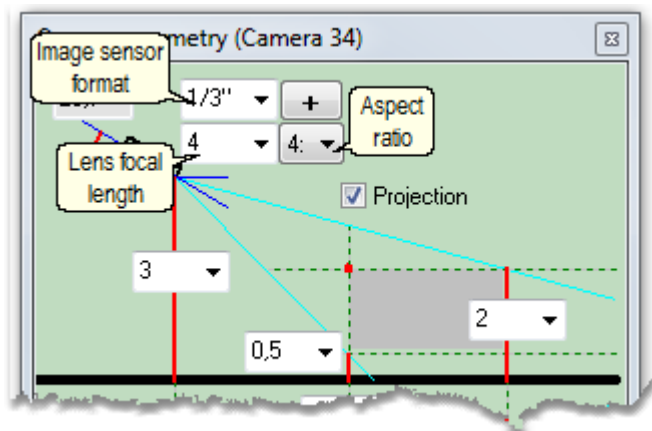 metry (Camera 34)
Image sensor
format
1/3"
+
Aspect
ratio
4
4:
Lens focal
length
Projection
3
2
0,5